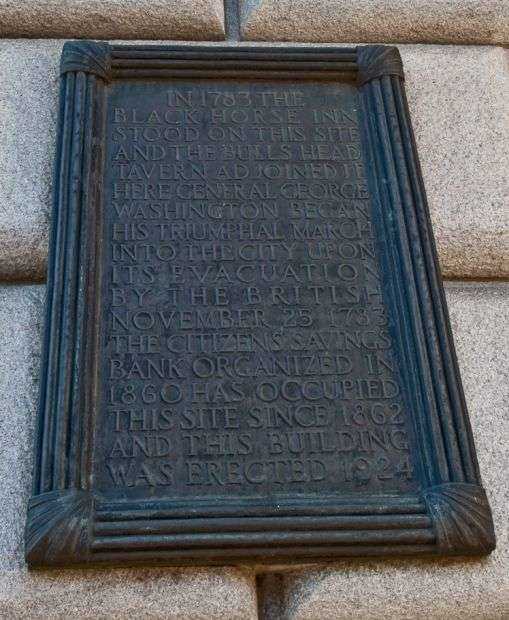 IN 1783 THE
BLACK HORSE INN
STOOD ON THIS SITE
AND THE BULLS HEAD
TAVERN ADJOINED IT
HERE GENERAL GEORGE
WASHINGTON BEGAN
HIS TRIUMPHAL MARCH
INTO THE CITY UPON
ITS EVACUATION
BY THE BRITISH
NOVEMBER 25 1783
THE CITIZENS SAVINGS
BANK ORGANIZED IN
1860 HAS OCCUPIED
THIS SITE SINCE 1862
AND THIS BUILDING
WAS ERECTED 1924